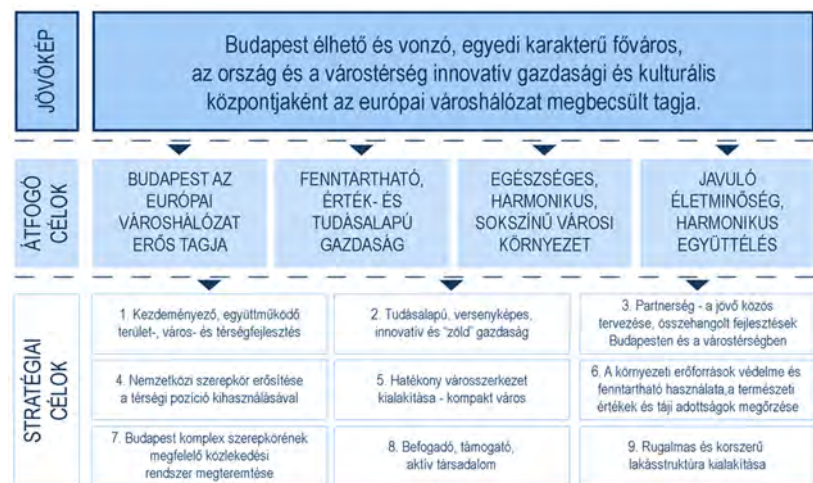 JÖVŐKÉP
Budapest élhető és vonzó, egyedi karakterű főváros,
az ország és a várostérség innovatív gazdasági és kulturális
központjaként az európai városhálózat megbecsült tagja.
ÁTFOGÓ
CÉLOK
BUDAPEST AZ
EURÓPAI
VÁROSHÁLÓZAT
ERŐS TAGJA
FENNTARTHATÓ,
ÉRTÉK- ÉS
TUDÁSALAPÚ
GAZDASÁG
EGÉSZSÉGES,
HARMONIKUS,
SOKSZÍNŰ VÁROSI
KÖRNYEZET
JAVULÓ
ÉLETMINŐSÉG,
HARMONIKUS
EGYÜTTÉLÉS
STRATÉGIAI
CÉLOK
1. Kezdeményező, együttműködő
terület-, város- és térségfejlesztés
2. Tudásalapú, versenyképes,
innovatív és "zöld" gazdaság
3. Partnerség - a jövő közös
tervezése, összehangolt fejlesztések
Budapesten és a várostérségben
4. Nemzetközi szerepkör erősítése
a térségi pozíció kihasználásával
5. Hatékony városszerkezet
kialakítása - kompakt város
6. A környezeti erőforrások védelme és
fenntartható használata,a természeti
értékek és táji adottságok megőrzése
7. Budapest komplex szerepkörének
megfelelő közlekedési
rendszer megteremtése
8. Befogadó, támogató,
aktív társadalom
9. Rugalmas és korszerű
lakásstruktúra kialakítása